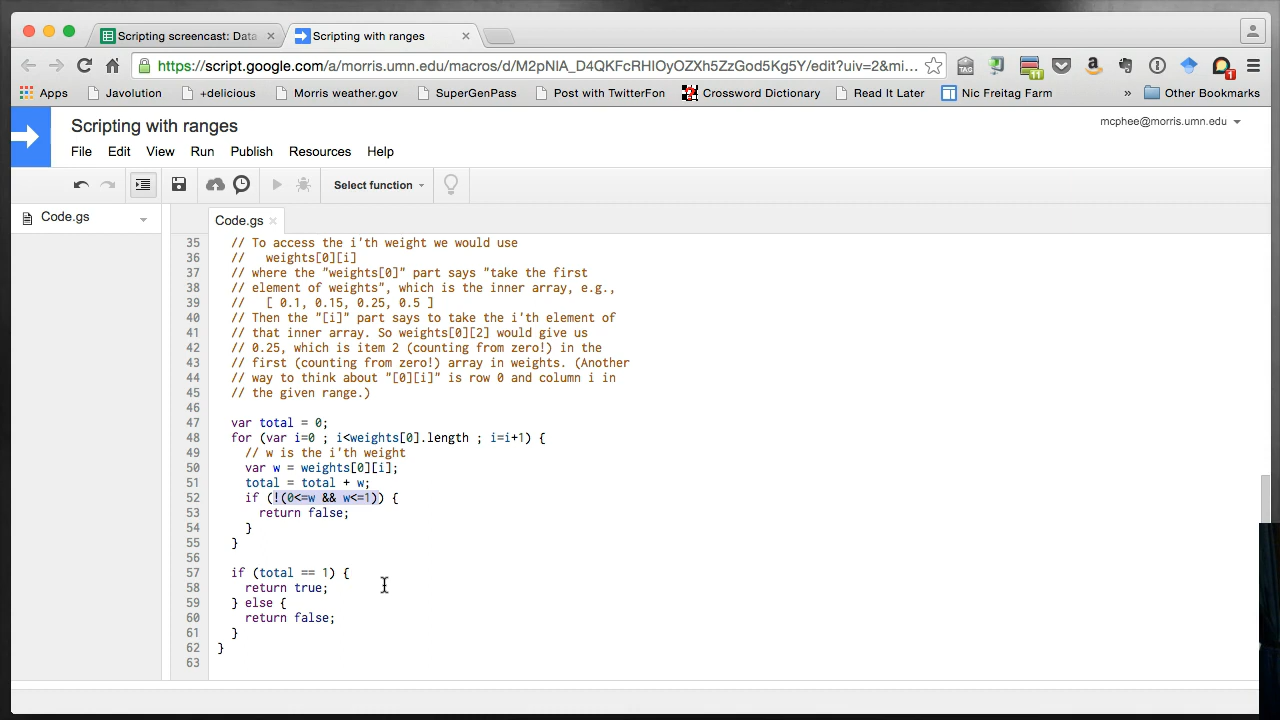 Scripting screencast: Data
Scripting with ranges
https://script.google.com/a/morris.umn.edu/macros/d/M2pNlA_D4QKFcRHIOyOZXh5ZzGod5Kg5Y/edit?uiv=2&mi...
Apps
Javolution
+delicious
Morris weather.gov
SuperGenPass
Post with TwitterFon
Crossword Dictionary
Read It Later
Nic Freitag Farm
»
Other Bookmarks
Scripting with ranges
mcphee@morris.umn.edu
File Edit View Run Publish Resources Help
Select function
Code.gs
Code.gs
35 // To access the i'th weight we would use
36 //   weights[0][i]
37 // where the "weights[0]" part says "take the first
38 // element of weights", which is the inner array, e.g.,
39 //   [ 0.1, 0.15, 0.25, 0.5 ]
40 // Then the "[i]" part says to take the i'th element of
41 // that inner array. So weights[0][2] would give us
42 // 0.25, which is item 2 (counting from zero!) in the
43 // first (counting from zero!) array in weights. (Another
44 // way to think about "[0][i]" is row 0 and column i in
45 // the given range.)
46
47 var total = 0;
48 for (var i=0 ; i<weights[0].length ; i=i+1) {
49 // w is the i'th weight
50 var w = weights[0][i];
51 total = total + w;
52 if (!(0<=w && w<=1)) {
53 return false;
54 }
55 }
56
57 if (total == 1) {
58 return true;
59 } else {
60 return false;
61 }
62 }
63